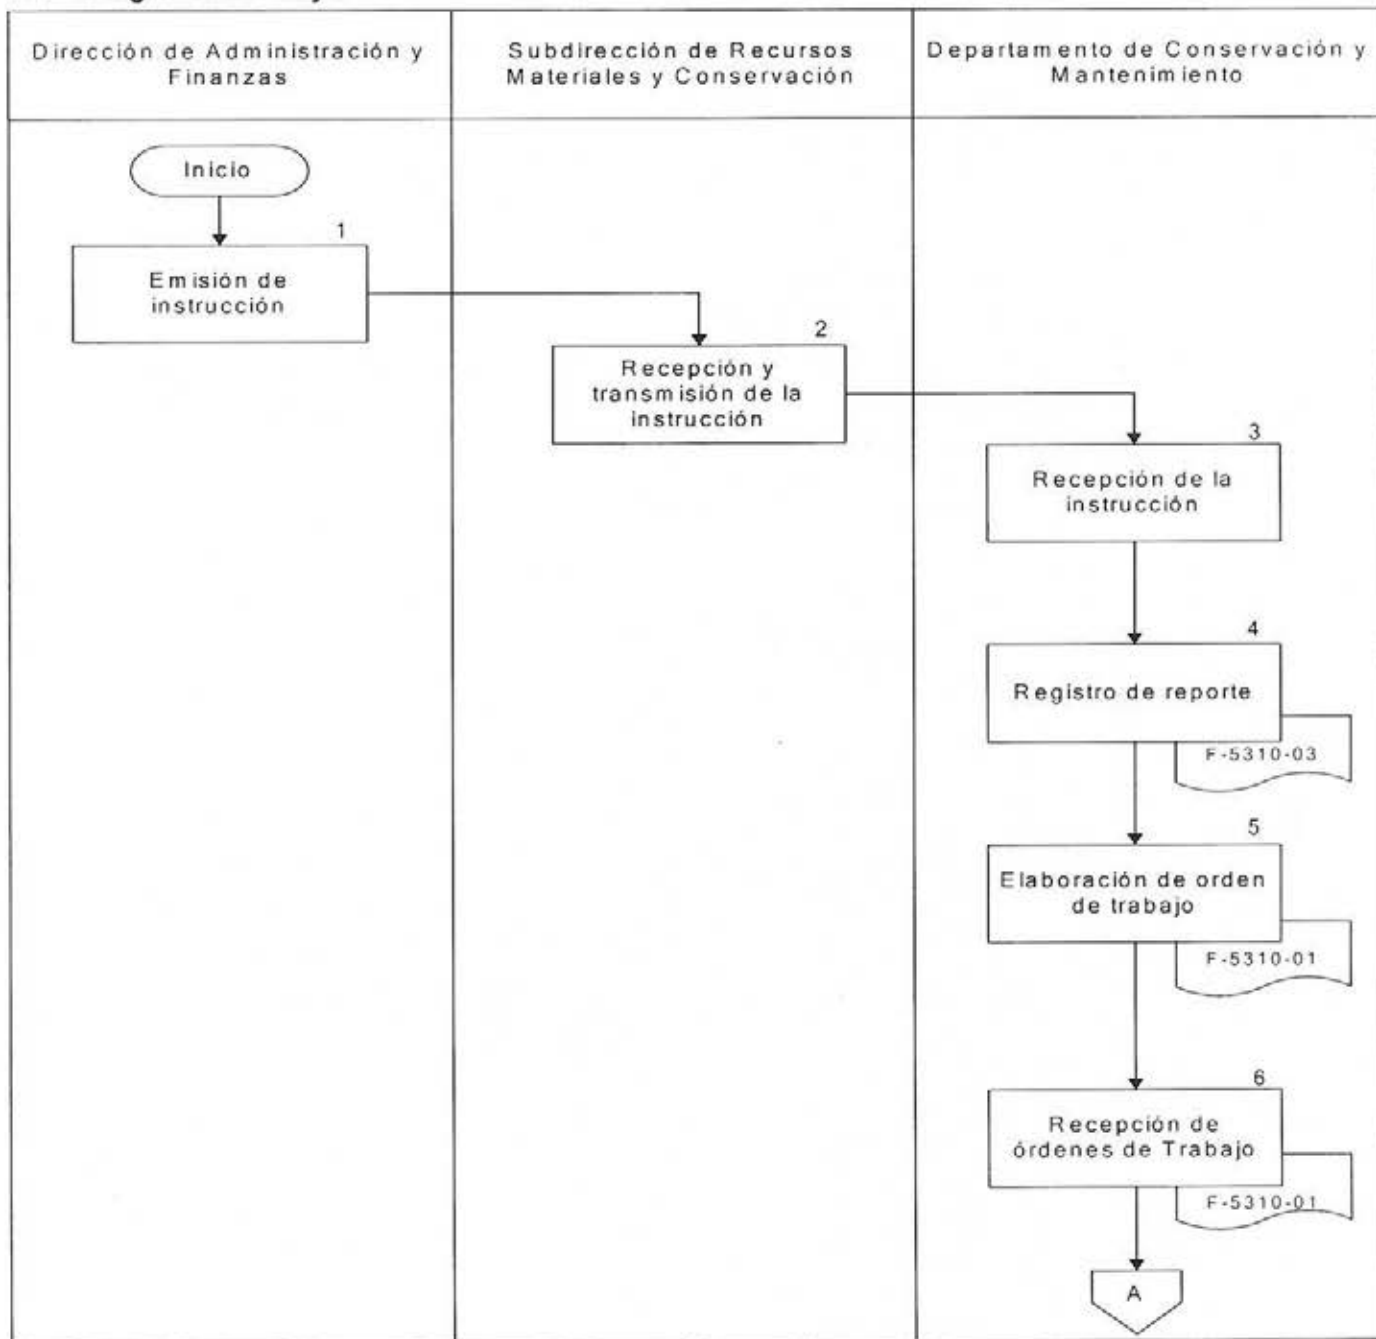 Dirección de Administración y
Finanzas
Subdirección de Recursos
Materiales y Conservación
Departamento de Conservación y
Mantenimiento
Inicio
1
Emisión de
instrucción
2
Recepción y
transmisión de la
instrucción
3
Recepción de la
instrucción
4
Registro de reporte
F-5310-03
5
Elaboración de orden
de trabajo
F-5310-01
6
Recepción de
órdenes de Trabajo
F-5310-01
A